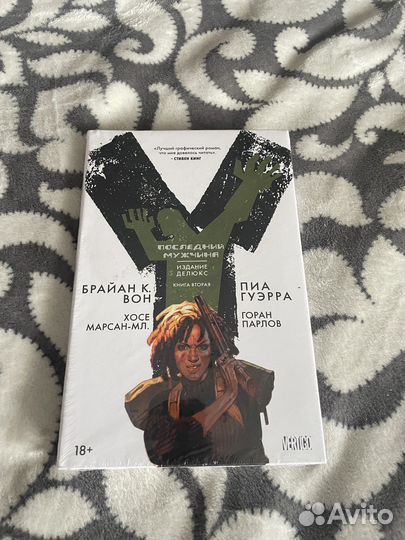 «Лучший графический роман,
что мне довелось читать».
– СТИВЕН КИНГ
Y
ПОСЛЕДНИЙ
МУЖЧИНА
ИЗДАНИЕ
ДЕЛЮКС
КНИГА ВТОРАЯ
БРАЙАН К.
ВОН
ПИА
ГУЭРРА
ХОСЕ
МАРСАН-МЛ.
ГОРАН
ПАРЛОВ
18+
VERTIGO
Avito